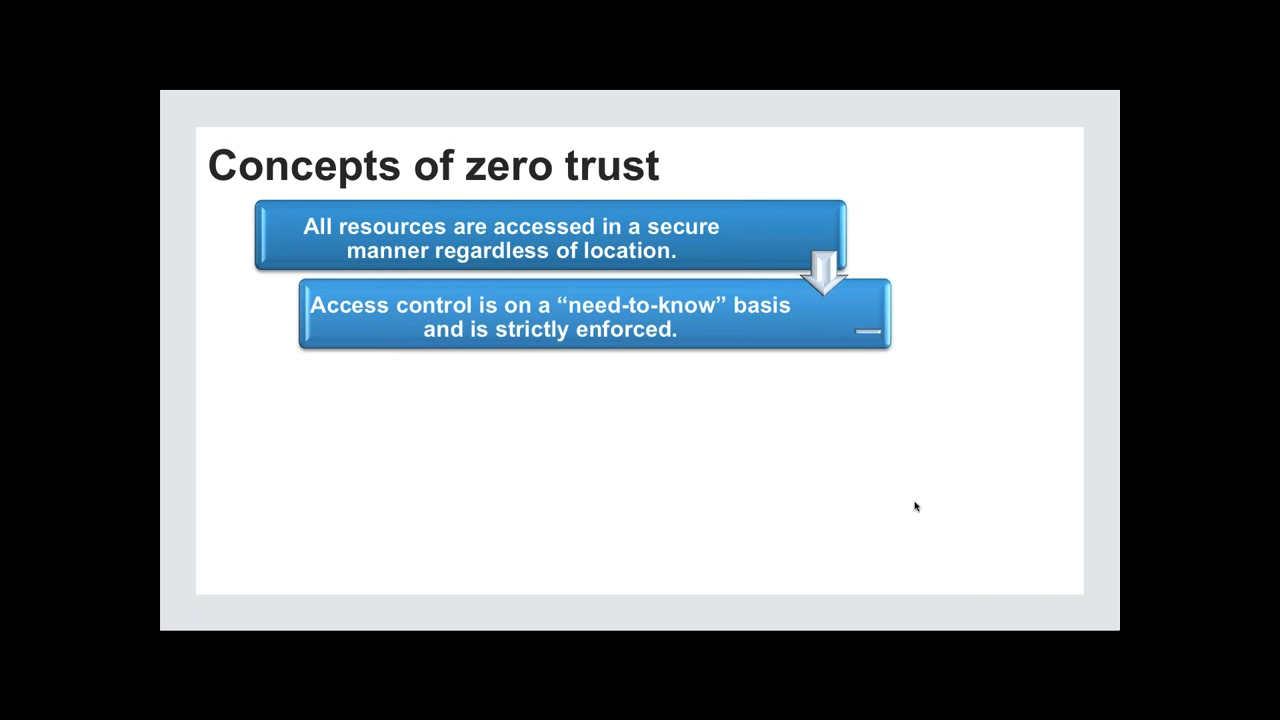 Concepts of zero trust
All resources are accessed in a secure
manner regardless of location.
Access control is on a “need-to-know” basis
and is strictly enforced.